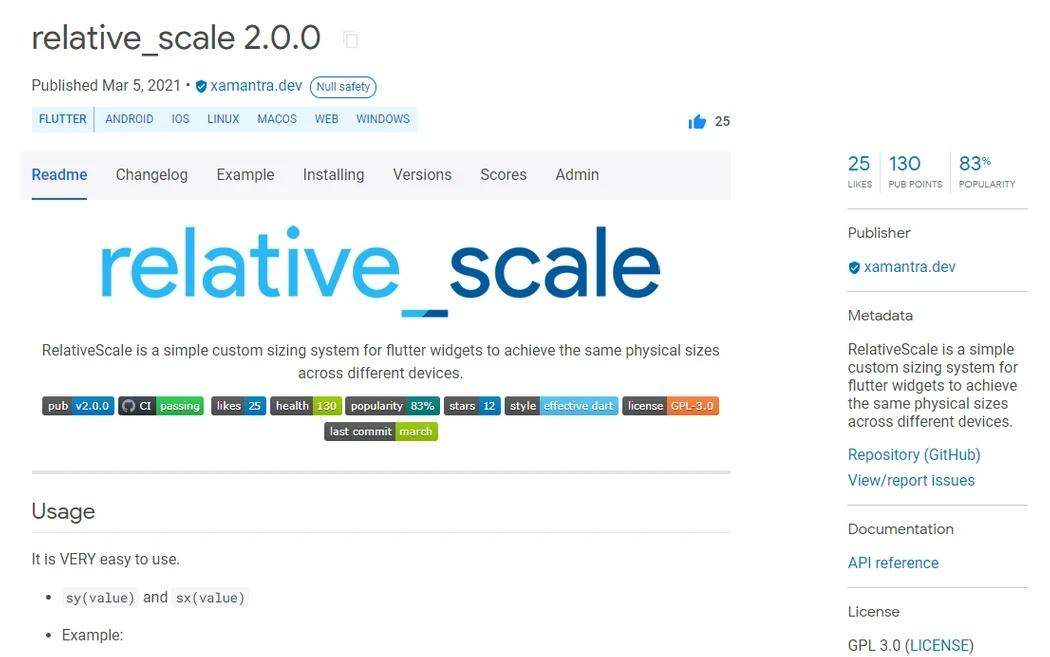 relative_scale 2.0.0
Published Mar 5, 2021 • xamantra.dev Null safety
FLUTTER ANDROID IOS LINUX MACOS WEB WINDOWS
25
Readme Changelog Example Installing Versions Scores Admin
relative_scale
RelativeScale is a simple custom sizing system for flutter widgets to achieve the same physical sizes
across different devices.
pub v2.0.0 CI passing likes 25 health 130 popularity 83% stars 12 style effective dart license GPL-3.0
last commit march
Usage
It is VERY easy to use.
• sy(value) and sx(value)
• Example:
25 130 83%
LIKES PUB POINTS POPULARITY
Publisher
xamantra.dev
Metadata
RelativeScale is a simple
custom sizing system for
flutter widgets to achieve
the same physical sizes
across different devices.
Repository (GitHub)
View/report issues
Documentation
API reference
License
GPL 3.0 (LICENSE)